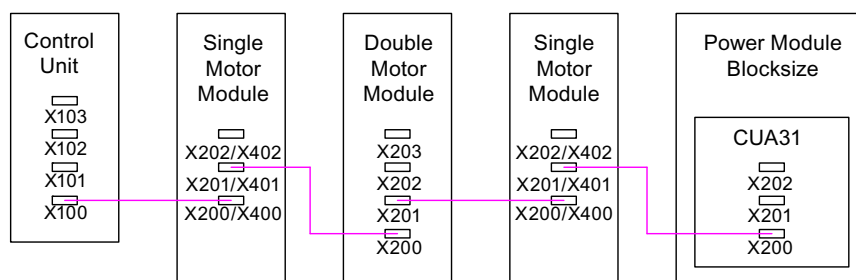 Control
Unit
X103
X102
X101
X100
Single
Motor
Module
X202/X402
X201/X401
X200/X400
Double
Motor
Module
X203
X202
X201
X200
Single
Motor
Module
X202/X402
X201/X401
X200/X400
Power Module
Blocksize
CUA31
X202
X201
X200